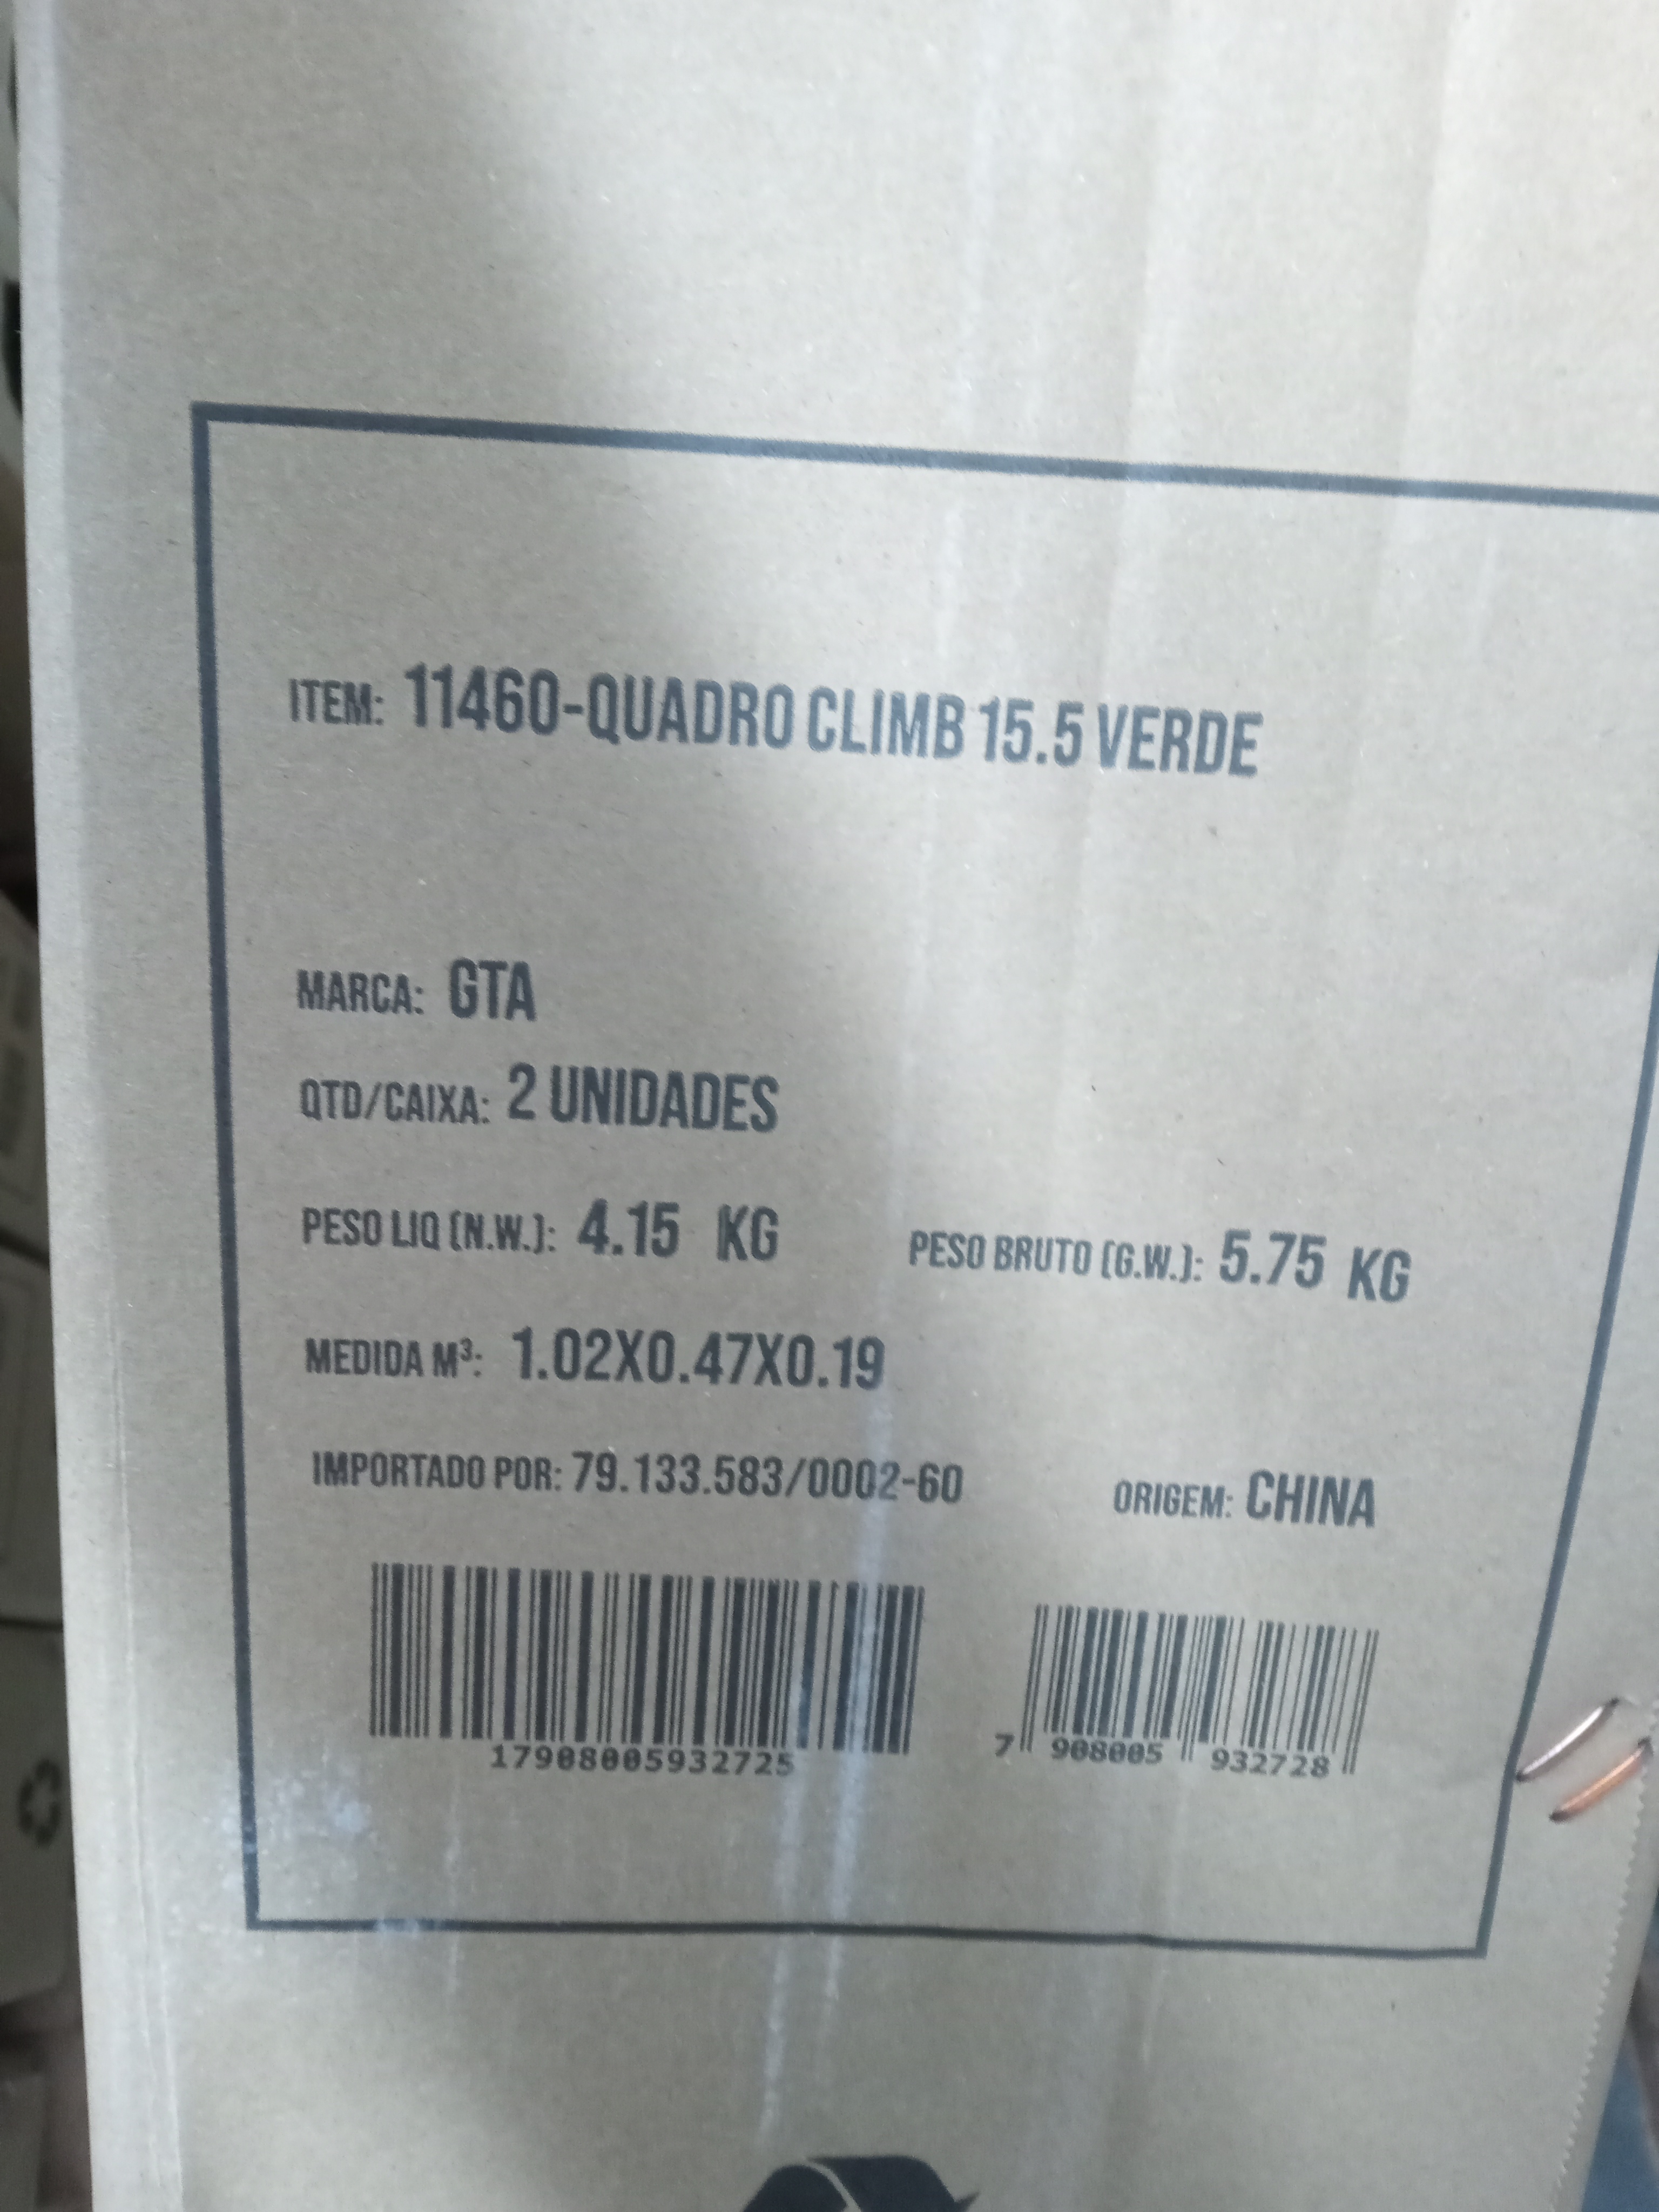 ITEM: 11460-QUADRO CLIMB 15.5 VERDE
MARCA: GTA
QTD/CAIXA: 2 UNIDADES
PESO LIQ (N.W.): 4.15 KG PESO BRUTO (G.W.): 5.75 KG
MEDIDA M³: 1.02X0.47X0.19
IMPORTADO POR: 79.133.583/0002-60 ORIGEM: CHINA
17908005932725 7 908005 932728